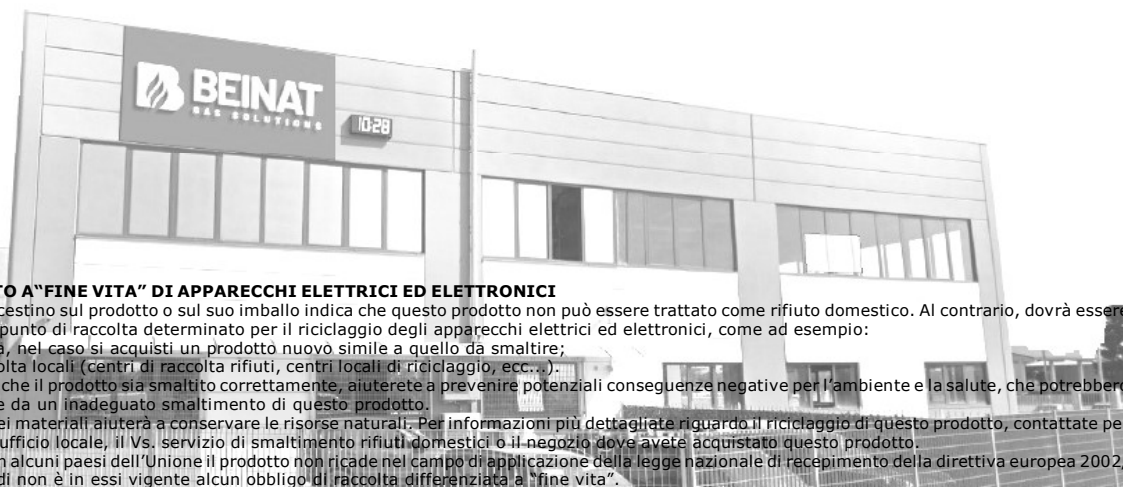 BEINAT
GAS SOLUTIONS
10:28
TO A“FINE VITA” DI APPARECCHI ELETTRICI ED ELETTRONICI
cestino sul prodotto o sul suo imballo indica che questo prodotto non può essere trattato come rifiuto domestico. Al contrario, dovrà essere
punto di raccolta determinato per il riciclaggio degli apparecchi elettrici ed elettronici, come ad esempio:
a, nel caso si acquisti un prodotto nuovo simile a quello da smaltire;
olta locali (centri di raccolta rifiuti, centri locali di riciclaggio, ecc...).
che il prodotto sia smaltito correttamente, aiuterete a prevenire potenziali conseguenze negative per l’ambiente e la salute, che potrebbero
e da un inadeguato smaltimento di questo prodotto.
ei materiali aiuterà a conservare le risorse naturali. Per informazioni più dettagliate riguardo il riciclaggio di questo prodotto, contattate pe
ufficio locale, il Vs. servizio di smaltimento rifiuti domestici o il negozio dove avete acquistato questo prodotto.
n alcuni paesi dell’Unione il prodotto non ricade nel campo di applicazione della legge nazionale di recepimento della direttiva europea 2002,
di non è in essi vigente alcun obbligo di raccolta differenziata a “fine vita”.